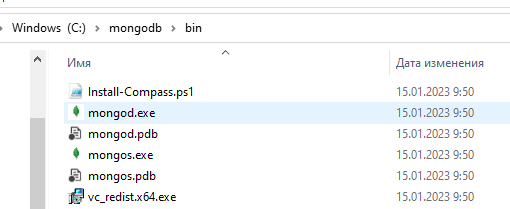 Windows (C:) > mongodb > bin
Имя Дата изменения
Install-Compass.ps1 15.01.2023 9:50
mongod.exe 15.01.2023 9:50
mongod.pdb 15.01.2023 9:50
mongos.exe 15.01.2023 9:50
mongos.pdb 15.01.2023 9:50
vc_redist.x64.exe 15.01.2023 9:50